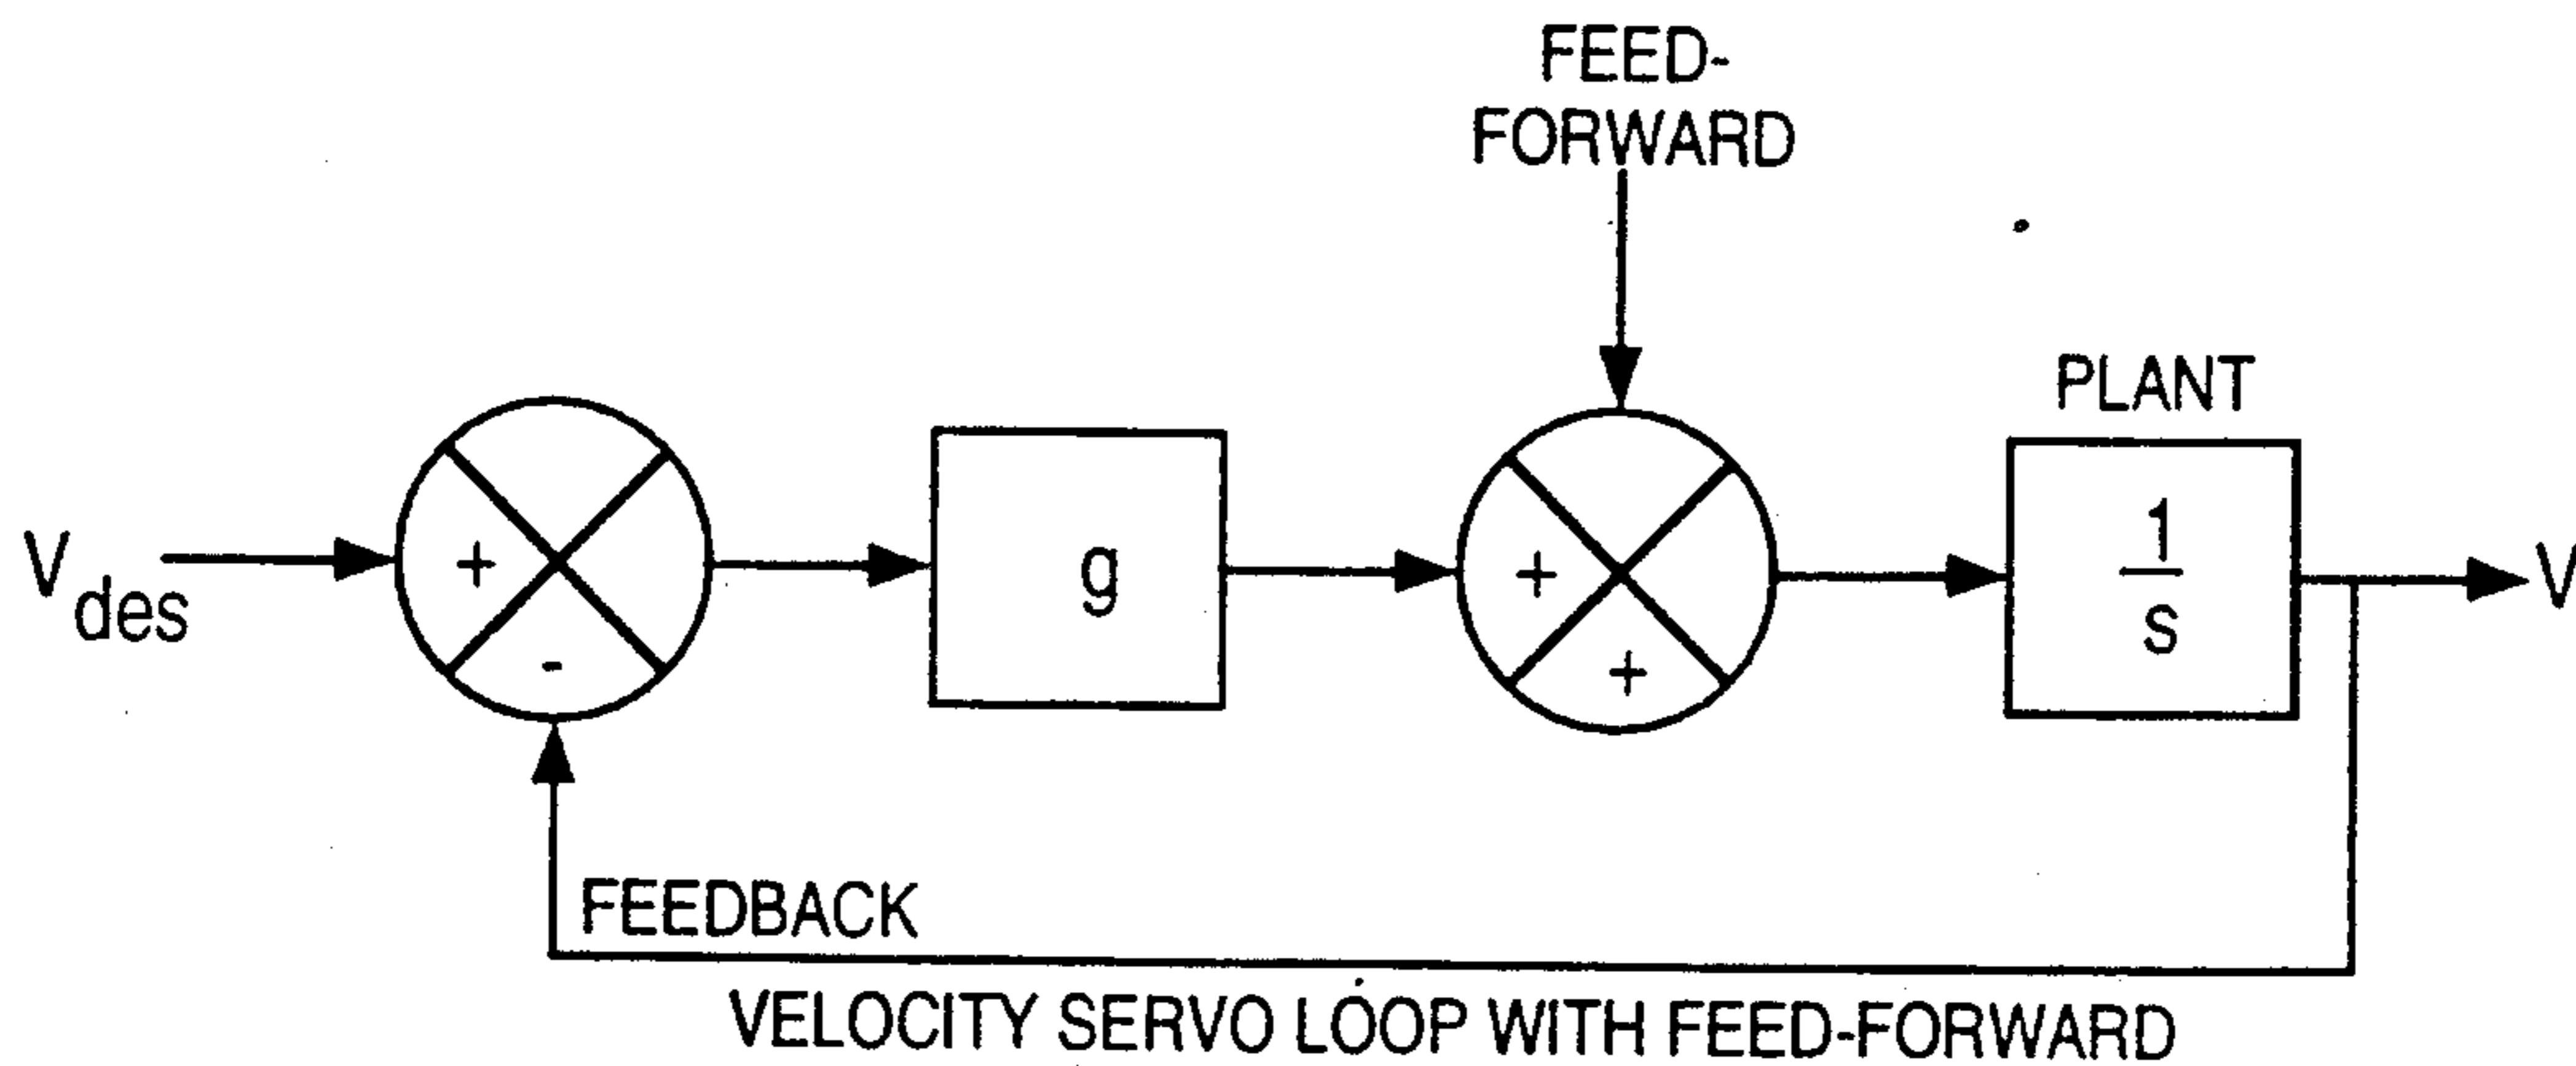 FEED-
FORWARD
PLANT
V des
+
-
g
+
+
1
s
V
FEEDBACK
VELOCITY SERVO LOOP WITH FEED-FORWARD